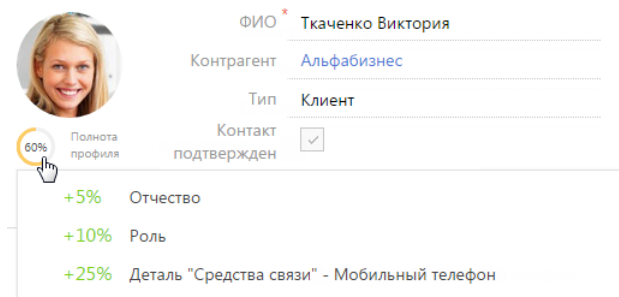 ФИО * Ткаченко Виктория
Контрагент Альфабизнес
Тип Клиент
Контакт
подтвержден
60% Полнота
профиля
+5% Отчество
+10% Роль
+25% Деталь "Средства связи" - Мобильный телефон